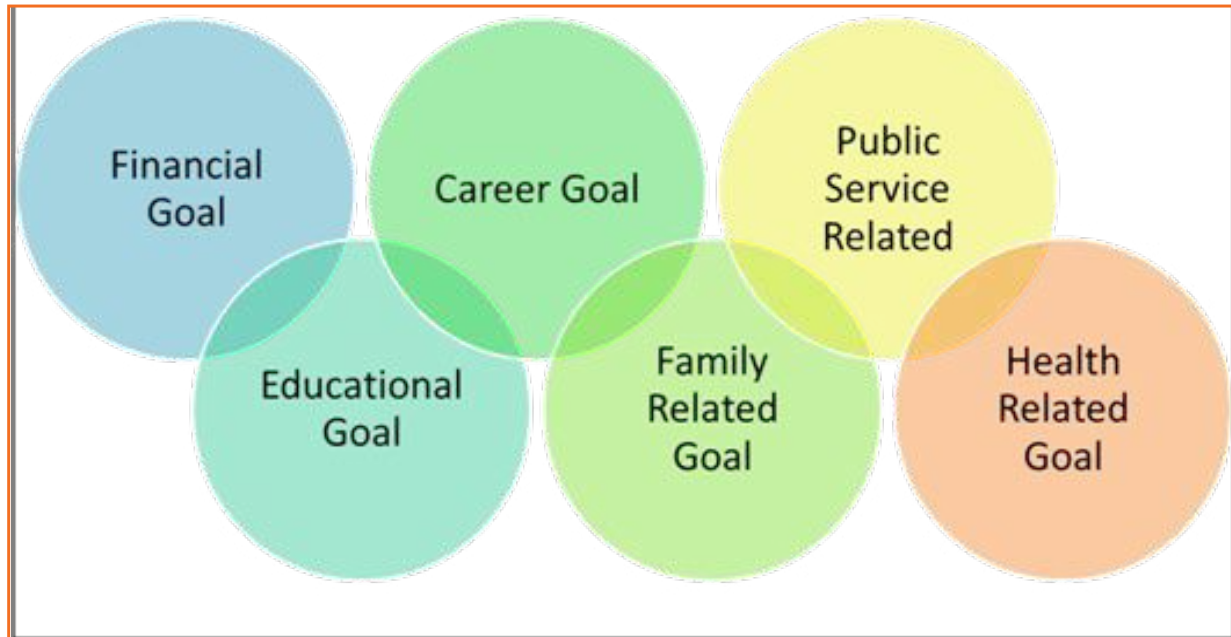 Financial
Goal
Career Goal
Public
Service
Related
Educational
Goal
Family
Related
Goal
Health
Related
Goal